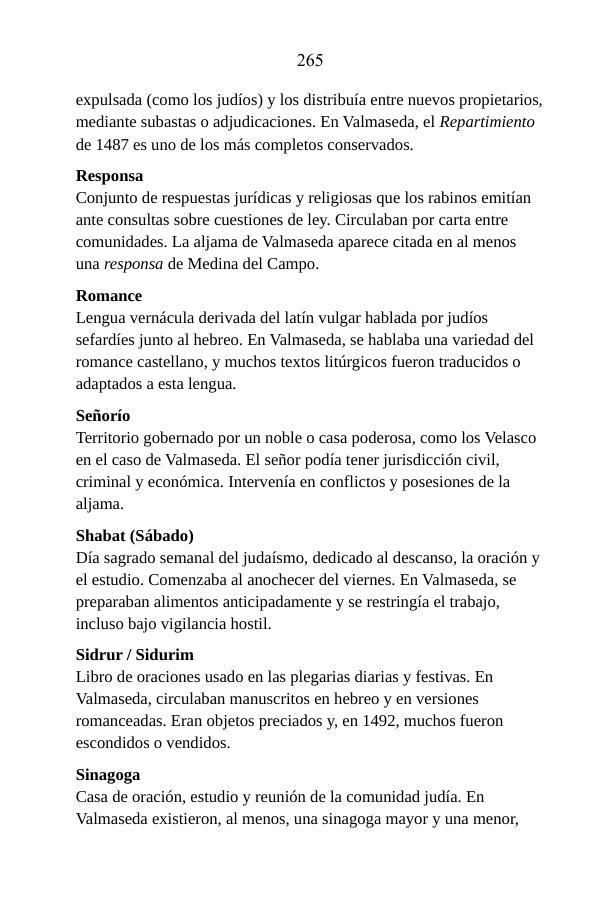 265
expulsada (como los judíos) y los distribuía entre nuevos propietarios,
mediante subastas o adjudicaciones. En Valmaseda, el Repartimiento
de 1487 es uno de los más completos conservados.
Responsa
Conjunto de respuestas jurídicas y religiosas que los rabinos emitían
ante consultas sobre cuestiones de ley. Circulaban por carta entre
comunidades. La aljama de Valmaseda aparece citada en al menos
una responsa de Medina del Campo.
Romance
Lengua vernácula derivada del latín vulgar hablada por judíos
sefardíes junto al hebreo. En Valmaseda, se hablaba una variedad del
romance castellano, y muchos textos litúrgicos fueron traducidos o
adaptados a esta lengua.
Señorío
Territorio gobernado por un noble o casa poderosa, como los Velasco
en el caso de Valmaseda. El señor podía tener jurisdicción civil,
criminal y económica. Intervenía en conflictos y posesiones de la
aljama.
Shabat (Sábado)
Día sagrado semanal del judaísmo, dedicado al descanso, la oración y
el estudio. Comenzaba al anochecer del viernes. En Valmaseda, se
preparaban alimentos anticipadamente y se restringía el trabajo,
incluso bajo vigilancia hostil.
Sidrur / Sidurim
Libro de oraciones usado en las plegarias diarias y festivas. En
Valmaseda, circulaban manuscritos en hebreo y en versiones
romanceadas. Eran objetos preciados y, en 1492, muchos fueron
escondidos o vendidos.
Sinagoga
Casa de oración, estudio y reunión de la comunidad judía. En
Valmaseda existieron, al menos, una sinagoga mayor y una menor,